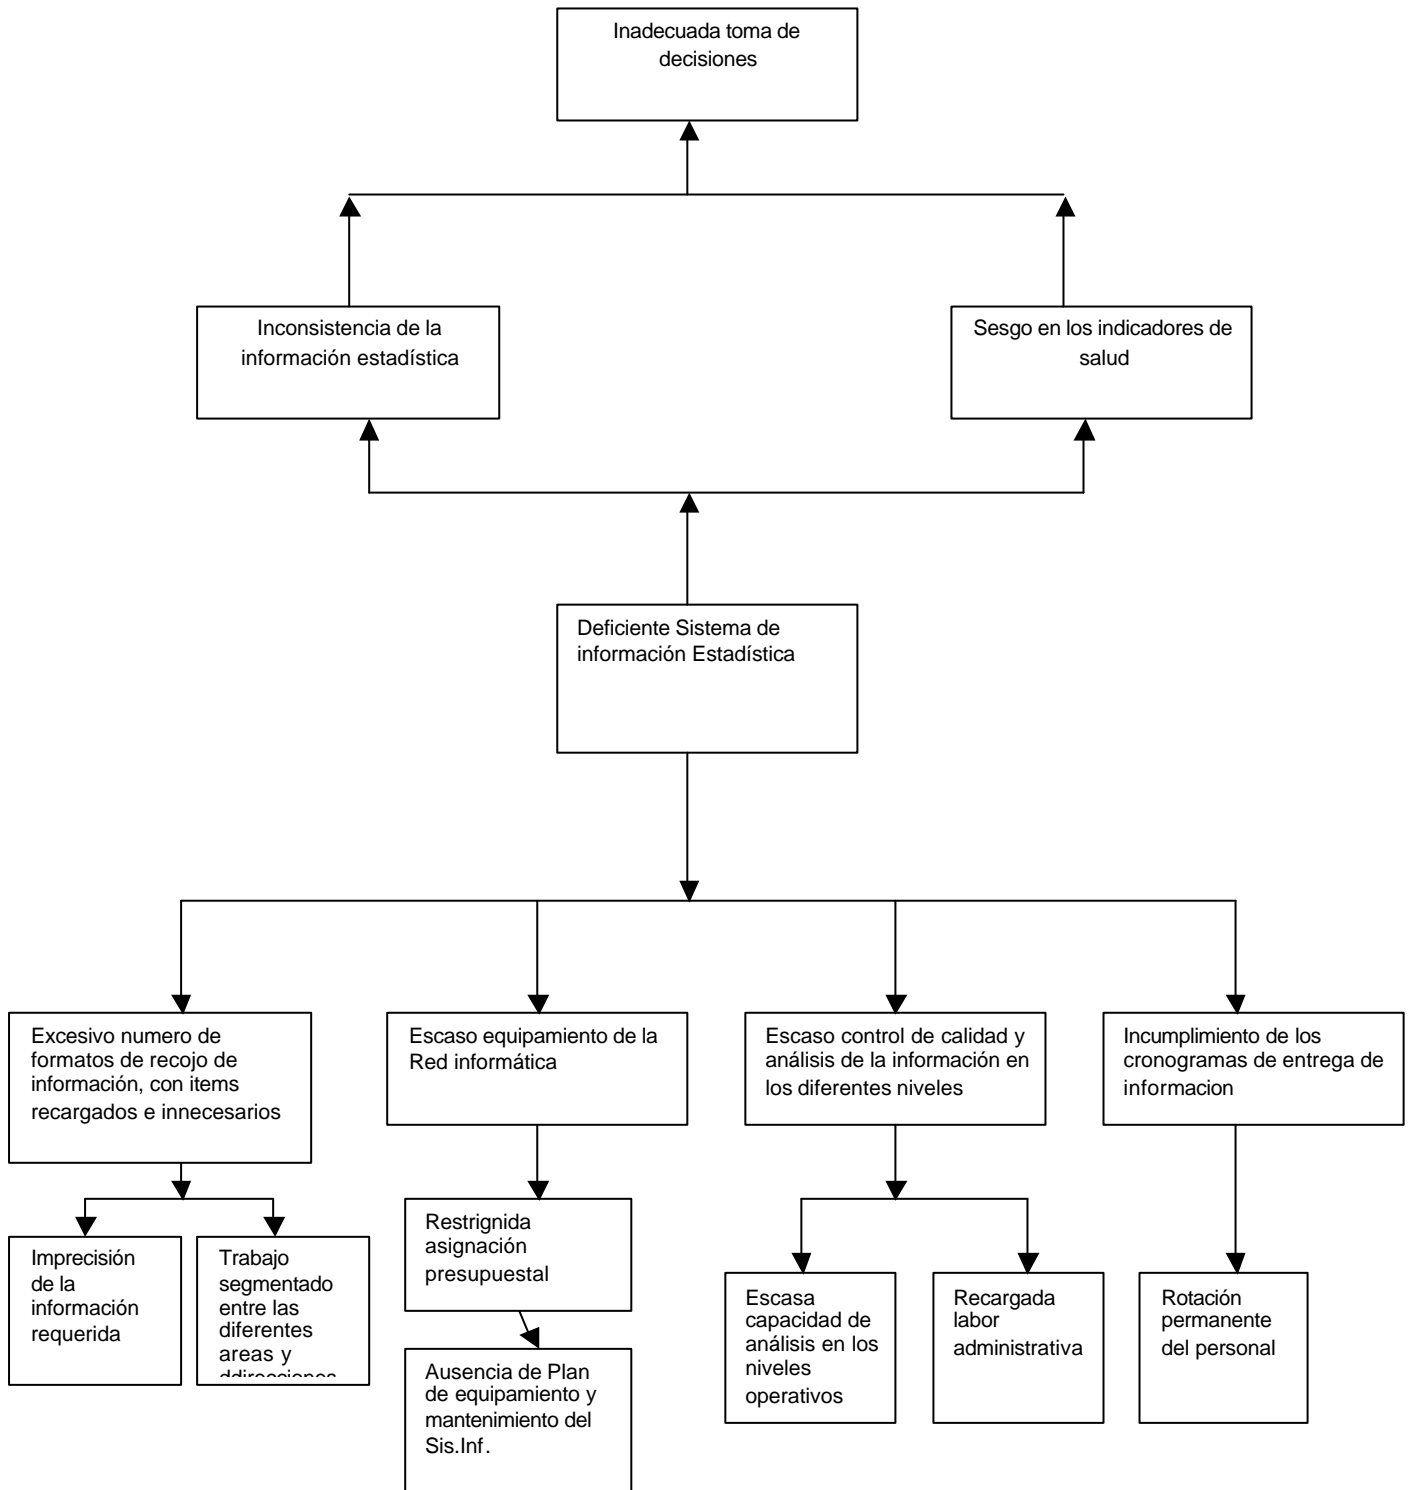 Inadecuada toma de
decisiones
Inconsistencia de la
información estadística
Sesgo en los indicadores de
salud
Deficiente Sistema de
información Estadística
Excesivo numero de
formatos de recojo de
información, con items
recargados e innecesarios
Escaso equipamiento de la
Red informática
Escaso control de calidad y
análisis de la información en
los diferentes niveles
Incumplimiento de los
cronogramas de entrega de
informacion
Imprecisión
de la
información
requerida
Trabajo
segmentado
entre las
diferentes
areas y
ddirecciones
Restrignida
asignación
presupuestal
Ausencia de Plan
de equipamiento y
mantenimiento del
Sis.Inf.
Escasa
capacidad de
análisis en los
niveles
operativos
Recargada
labor
administrativa
Rotación
permanente
del personal